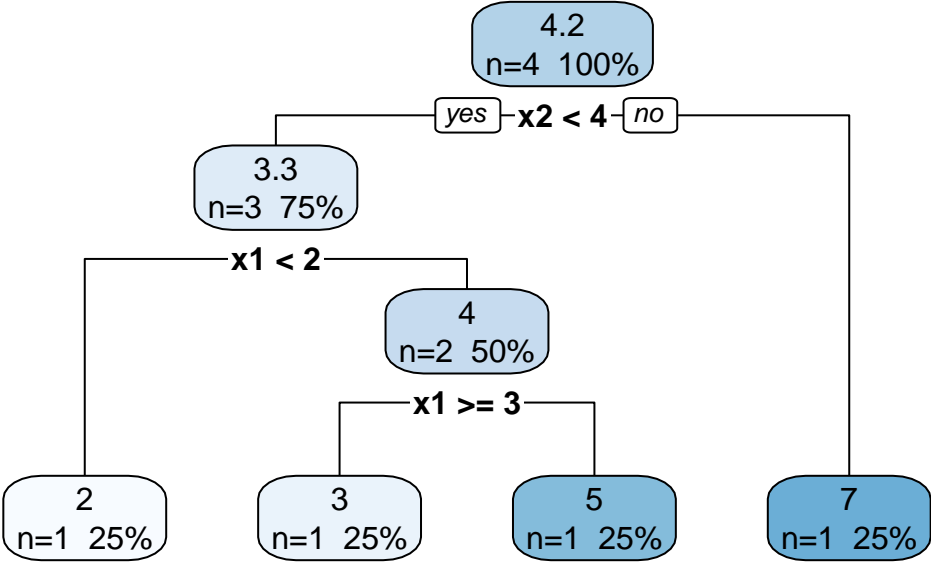 4.2
n=4 100%
yes x2 < 4 no
3.3
n=3 75%
x1 < 2
4
n=2 50%
x1 >= 3
2
n=1 25%
3
n=1 25%
5
n=1 25%
7
n=1 25%